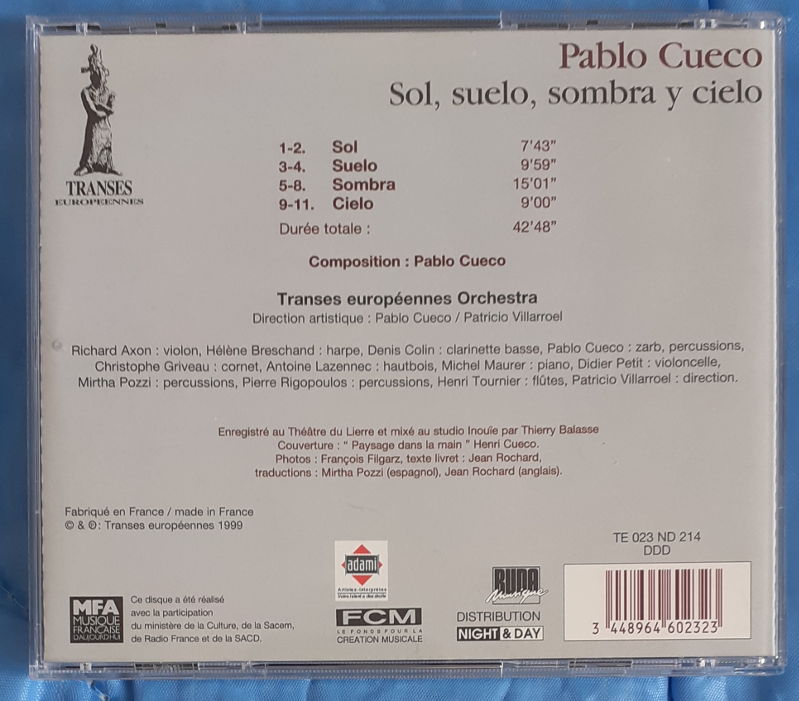 Pablo Cueco
Sol, suelo, sombra y cielo
TRANSES
EUROPEENNES
1-2. Sol 7'43"
3-4. Suelo 9'59"
5-8. Sombra 15'01"
9-11. Cielo 9'00"
Durée totale : 42'48"
Composition : Pablo Cueco
Transes européennes Orchestra
Direction artistique : Pablo Cueco / Patricio Villarroel
Richard Axon : violon, Hélène Breschand : harpe, Denis Colin : clarinette basse, Pablo Cueco : zarb, percussions,
Christophe Griveau : cornet, Antoine Lazennec : hautbois, Michel Maurer : piano, Didier Petit : violoncelle,
Mirtha Pozzi : percussions, Pierre Rigopoulos : percussions, Henri Tournier : flûtes, Patricio Villarroel : direction.
Enregistré au Théâtre du Lierre et mixé au studio Inouïe par Thierry Balasse
Couverture : " Paysage dans la main " Henri Cueco.
Photos : François Filgarz, texte livret : Jean Rochard,
traductions : Mirtha Pozzi (espagnol), Jean Rochard (anglais).
Fabriqué en France / made in France
© & ℗ : Transes européennes 1999
TE 023 ND 214
DDD
adami
Artistes-Interprètes
Votre talent a des droits
MFA
MUSIQUE
FRANÇAISE
D'AUJOURD'HUI
Ce disque a été réalisé
avec la participation
du ministère de la Culture, de la Sacem,
de Radio France et de la SACD.
FCM
LE FONDS POUR LA
CRÉATION MUSICALE
BUDA
Musique
DISTRIBUTION
NIGHT & DAY
3 448964 602323